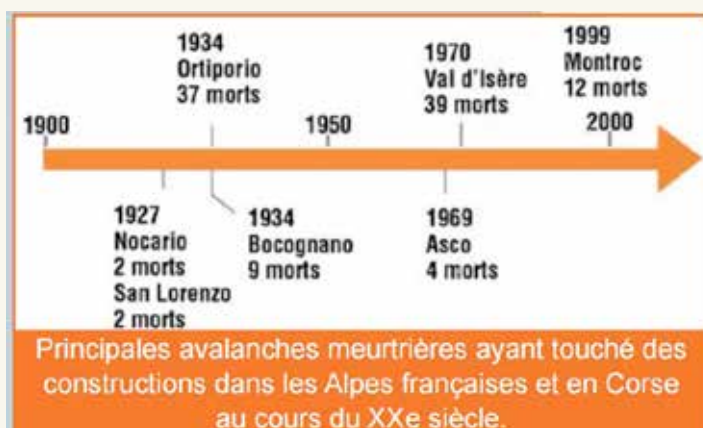 1934
Ortiporio
37 morts
1970
Val d'Isère
39 morts
1999
Montroc
12 morts
1900
1950
2000
1927
Nocario
2 morts
San Lorenzo
2 morts
1934
Bocognano
9 morts
1969
Asco
4 morts
Principales avalanches meurtrières ayant touché des
constructions dans les Alpes françaises et en Corse
au cours du XXe siècle.